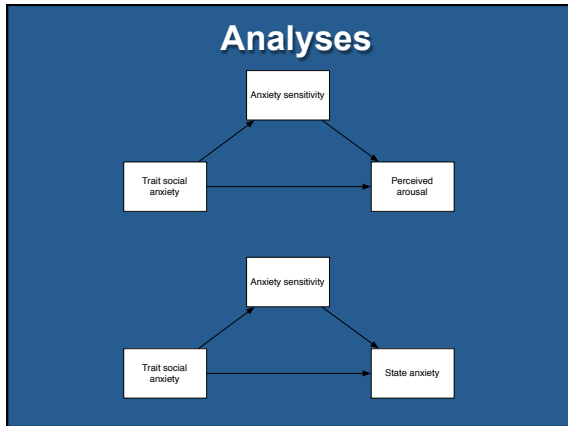 Analyses
Anxiety sensitivity
Trait social
anxiety
Perceived
arousal
Anxiety sensitivity
Trait social
anxiety
State anxiety